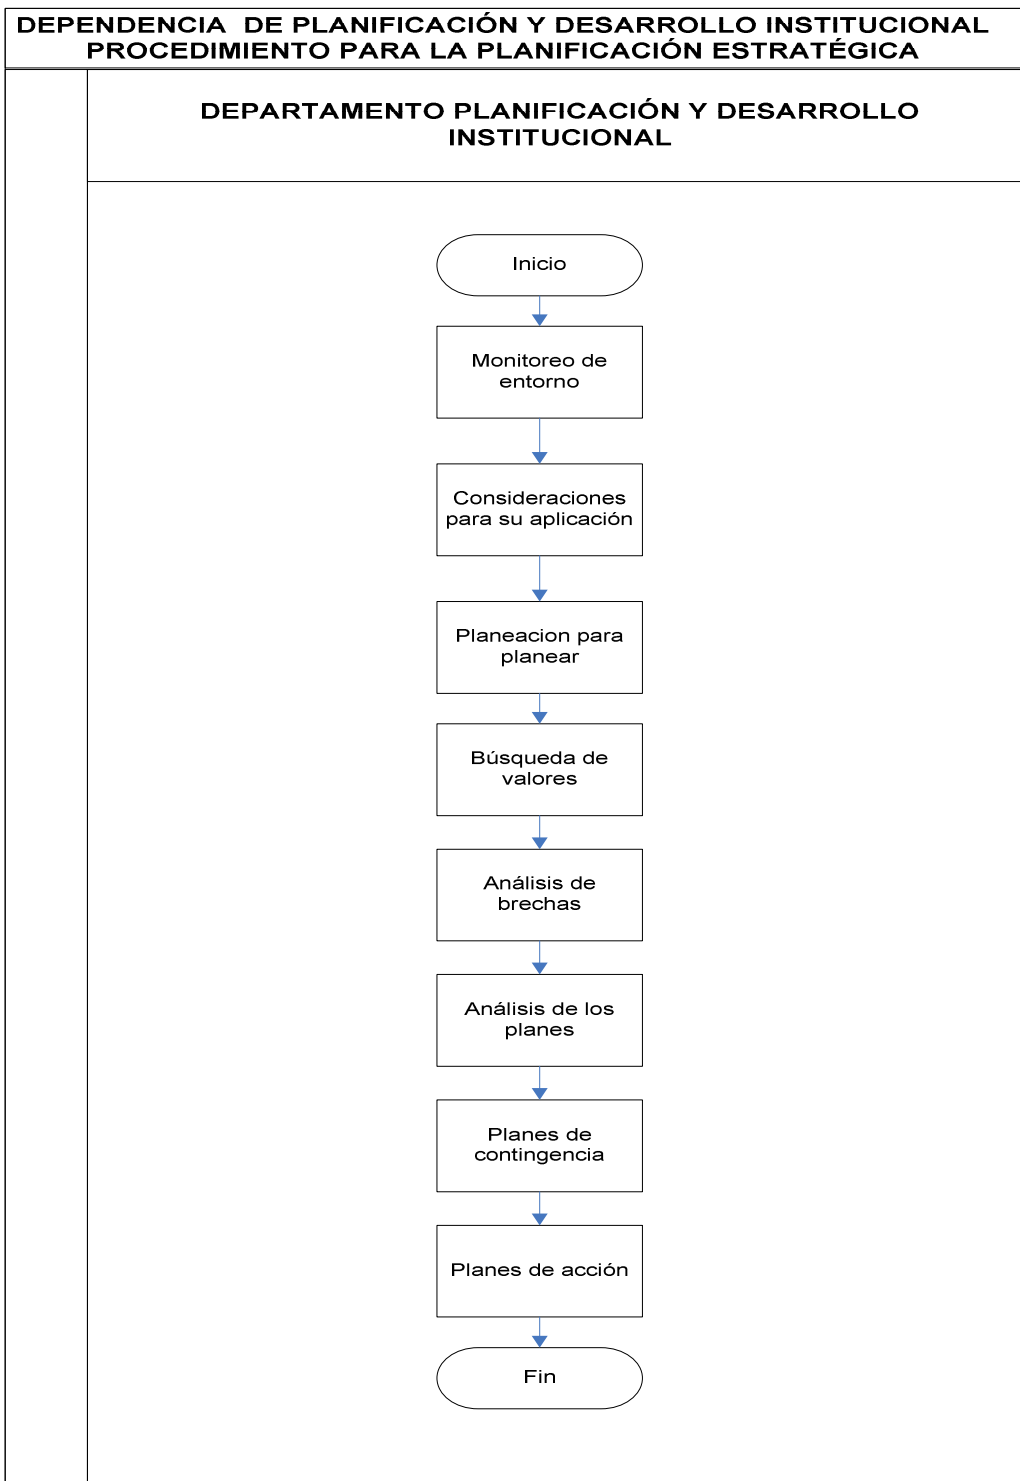 DEPENDENCIA DE PLANIFICACIÓN Y DESARROLLO INSTITUCIONAL
PROCEDIMIENTO PARA LA PLANIFICACIÓN ESTRATÉGICA
DEPARTAMENTO PLANIFICACIÓN Y DESARROLLO
INSTITUCIONAL
Inicio
Monitoreo de
entorno
Consideraciones
para su aplicación
Planeacion para
planear
Búsqueda de
valores
Análisis de
brechas
Análisis de los
planes
Planes de
contingencia
Planes de acción
Fin